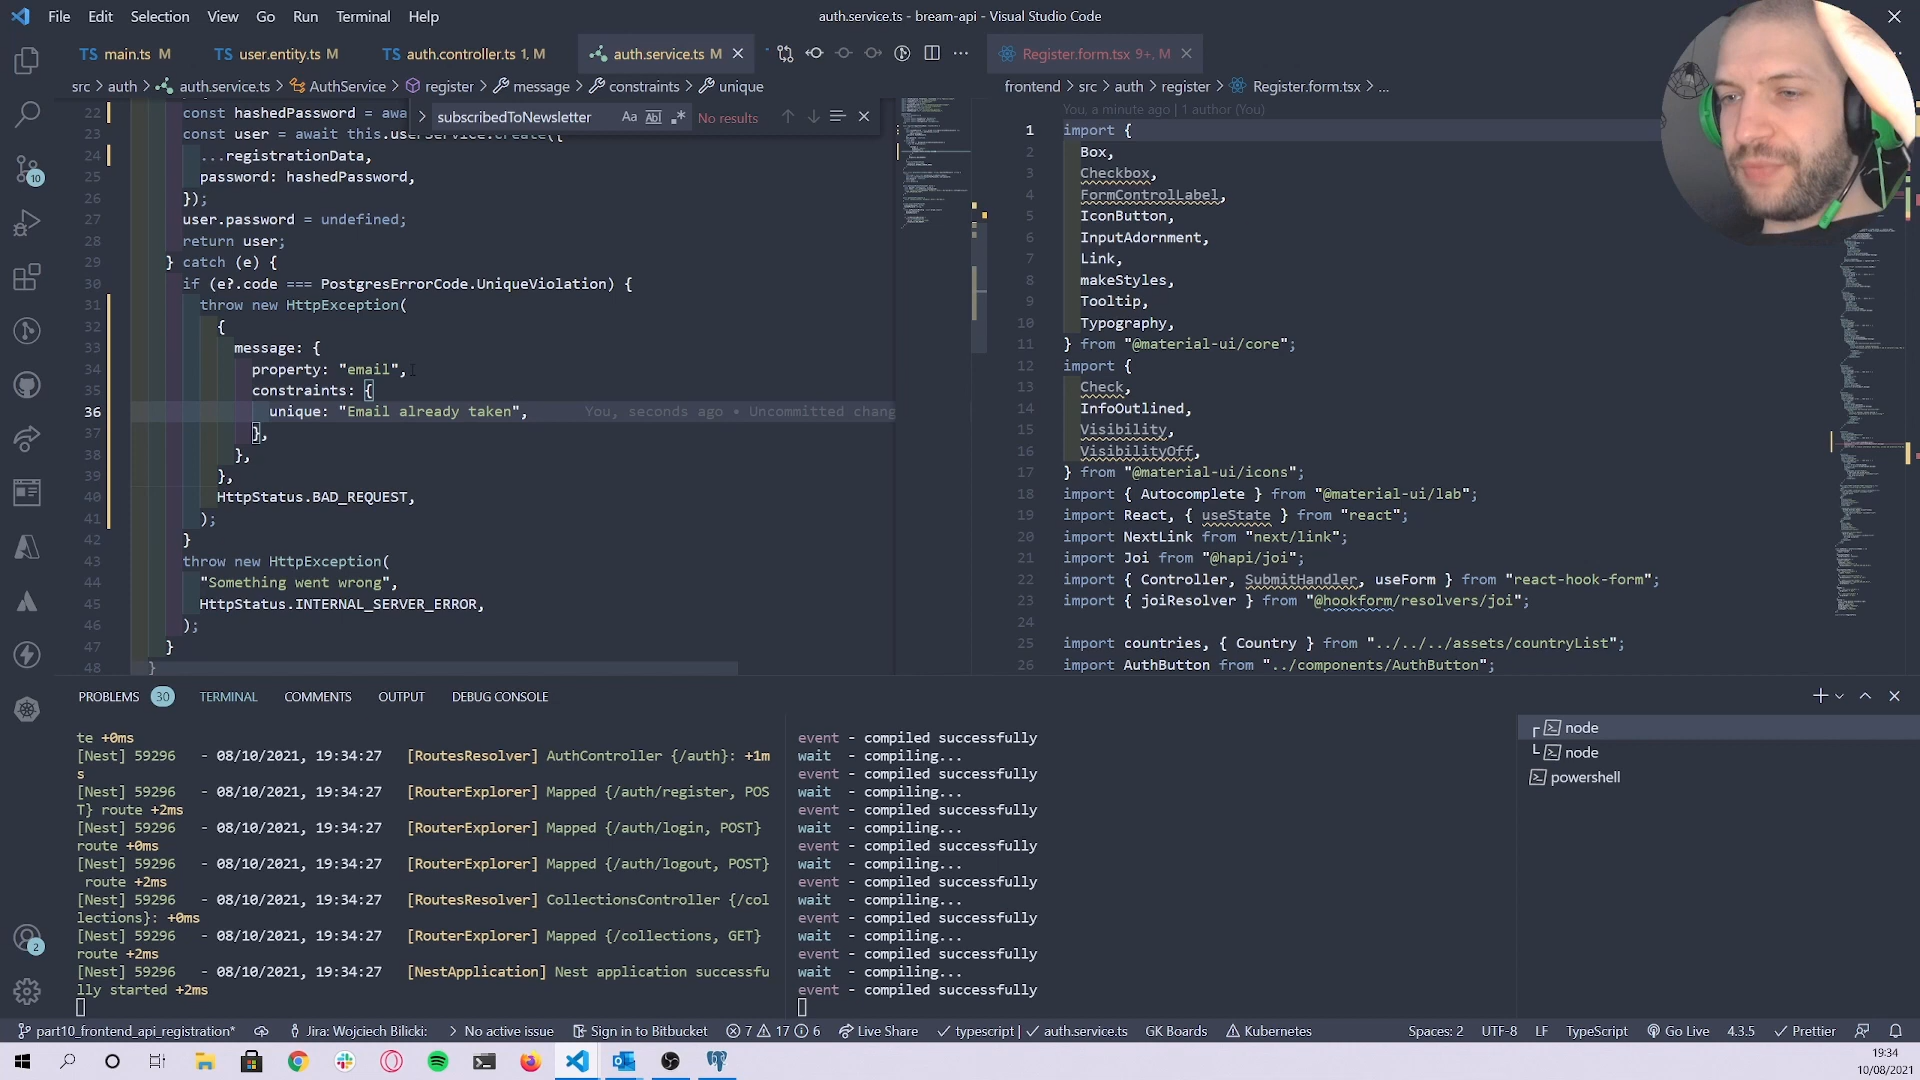 File Edit Selection View Go Run Terminal Help
auth.service.ts - bream-api - Visual Studio Code
TS main.ts M
TS user.entity.ts M
TS auth.controller.ts 1, M
auth.service.ts M
Register.form.tsx 9+, M
src > auth > auth.service.ts > AuthService > register > message > constraints > unique
frontend > src > auth > register > Register.form.tsx > ...
subscribedToNewsletter Aa Abl .* No results
22 const hashedPassword = awa
23 const user = await this.userService.create({
24 ...registrationData,
25 password: hashedPassword,
26 });
27 user.password = undefined;
28 return user;
29 } catch (e) {
30 if (e?.code === PostgresErrorCode.UniqueViolation) {
31 throw new HttpException(
32 {
33 message: {
34 property: "email",
35 constraints: {
36 unique: "Email already taken", You, seconds ago • Uncommitted chang
37 },
38 },
39 },
40 HttpStatus.BAD_REQUEST,
41 );
42 }
43 throw new HttpException(
44 "Something went wrong",
45 HttpStatus.INTERNAL_SERVER_ERROR,
46 );
47 }
48 }
You, a minute ago | 1 author (You)
1 import {
2 Box,
3 Checkbox,
4 FormControlLabel,
5 IconButton,
6 InputAdornment,
7 Link,
8 makeStyles,
9 Tooltip,
10 Typography,
11 } from "@material-ui/core";
12 import {
13 Check,
14 InfoOutlined,
15 Visibility,
16 VisibilityOff,
17 } from "@material-ui/icons";
18 import { Autocomplete } from "@material-ui/lab";
19 import React, { useState } from "react";
20 import NextLink from "next/link";
21 import Joi from "@hapi/joi";
22 import { Controller, SubmitHandler, useForm } from "react-hook-form";
23 import { joiResolver } from "@hookform/resolvers/joi";
24
25 import countries, { Country } from "../../../assets/countryList";
26 import AuthButton from "../components/AuthButton";
10
2
PROBLEMS 30 TERMINAL COMMENTS OUTPUT DEBUG CONSOLE
te +0ms
[Nest] 59296 - 08/10/2021, 19:34:27 [RoutesResolver] AuthController {/auth}: +1m
s
[Nest] 59296 - 08/10/2021, 19:34:27 [RouterExplorer] Mapped {/auth/register, POS
T} route +2ms
[Nest] 59296 - 08/10/2021, 19:34:27 [RouterExplorer] Mapped {/auth/login, POST}
route +0ms
[Nest] 59296 - 08/10/2021, 19:34:27 [RouterExplorer] Mapped {/auth/logout, POST}
route +2ms
[Nest] 59296 - 08/10/2021, 19:34:27 [RoutesResolver] CollectionsController {/col
lections}: +0ms
[Nest] 59296 - 08/10/2021, 19:34:27 [RouterExplorer] Mapped {/collections, GET}
route +2ms
[Nest] 59296 - 08/10/2021, 19:34:27 [NestApplication] Nest application successfu
lly started +2ms
event - compiled successfully
wait - compiling...
event - compiled successfully
wait - compiling...
event - compiled successfully
wait - compiling...
event - compiled successfully
wait - compiling...
event - compiled successfully
wait - compiling...
event - compiled successfully
wait - compiling...
event - compiled successfully
wait - compiling...
event - compiled successfully
node
node
powershell
part10_frontend_api_registration* Jira: Wojciech Bilicki: No active issue Sign in to Bitbucket 7 17 6 Live Share typescript | auth.service.ts GK Boards Kubernetes Spaces: 2 UTF-8 LF TypeScript Go Live 4.3.5 Prettier
19:34
10/08/2021